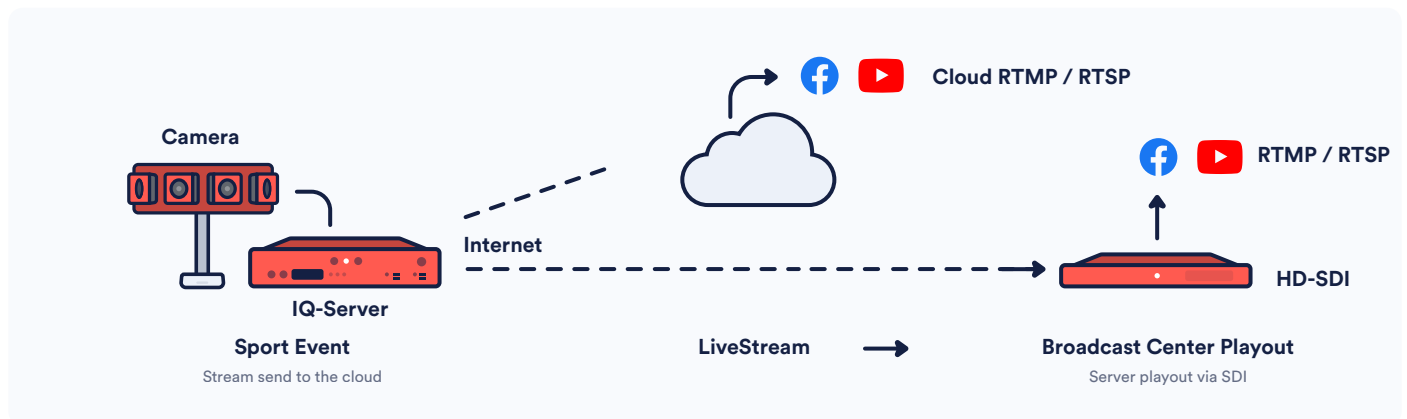 Cloud RTMP / RTSP
Camera
RTMP / RTSP
Internet
HD-SDI
IQ-Server
Sport Event
LiveStream
Broadcast Center Playout
Stream send to the cloud
Server playout via SDI